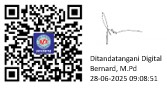 Ditandatangani Digital
Bernard, M.Pd
28-06-2025 09:08:51